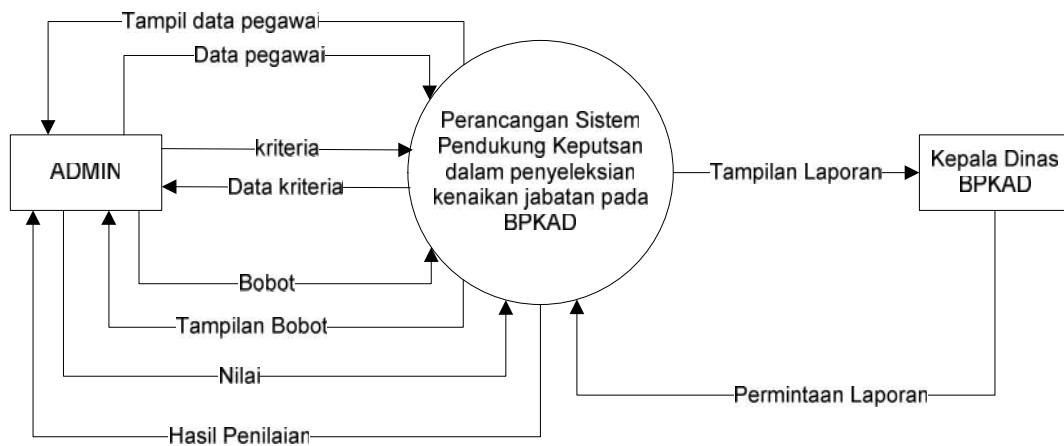 Tampil data pegawai
Data pegawai
ADMIN
kriteria
Data kriteria
Bobot
Tampilan Bobot
Nilai
Hasil Penilaian
Perancangan Sistem
Pendukung Keputsan
dalam penyeleksian
kenaikan jabatan pada
BPKAD
Tampilan Laporan
Kepala Dinas
BPKAD
Permintaan Laporan